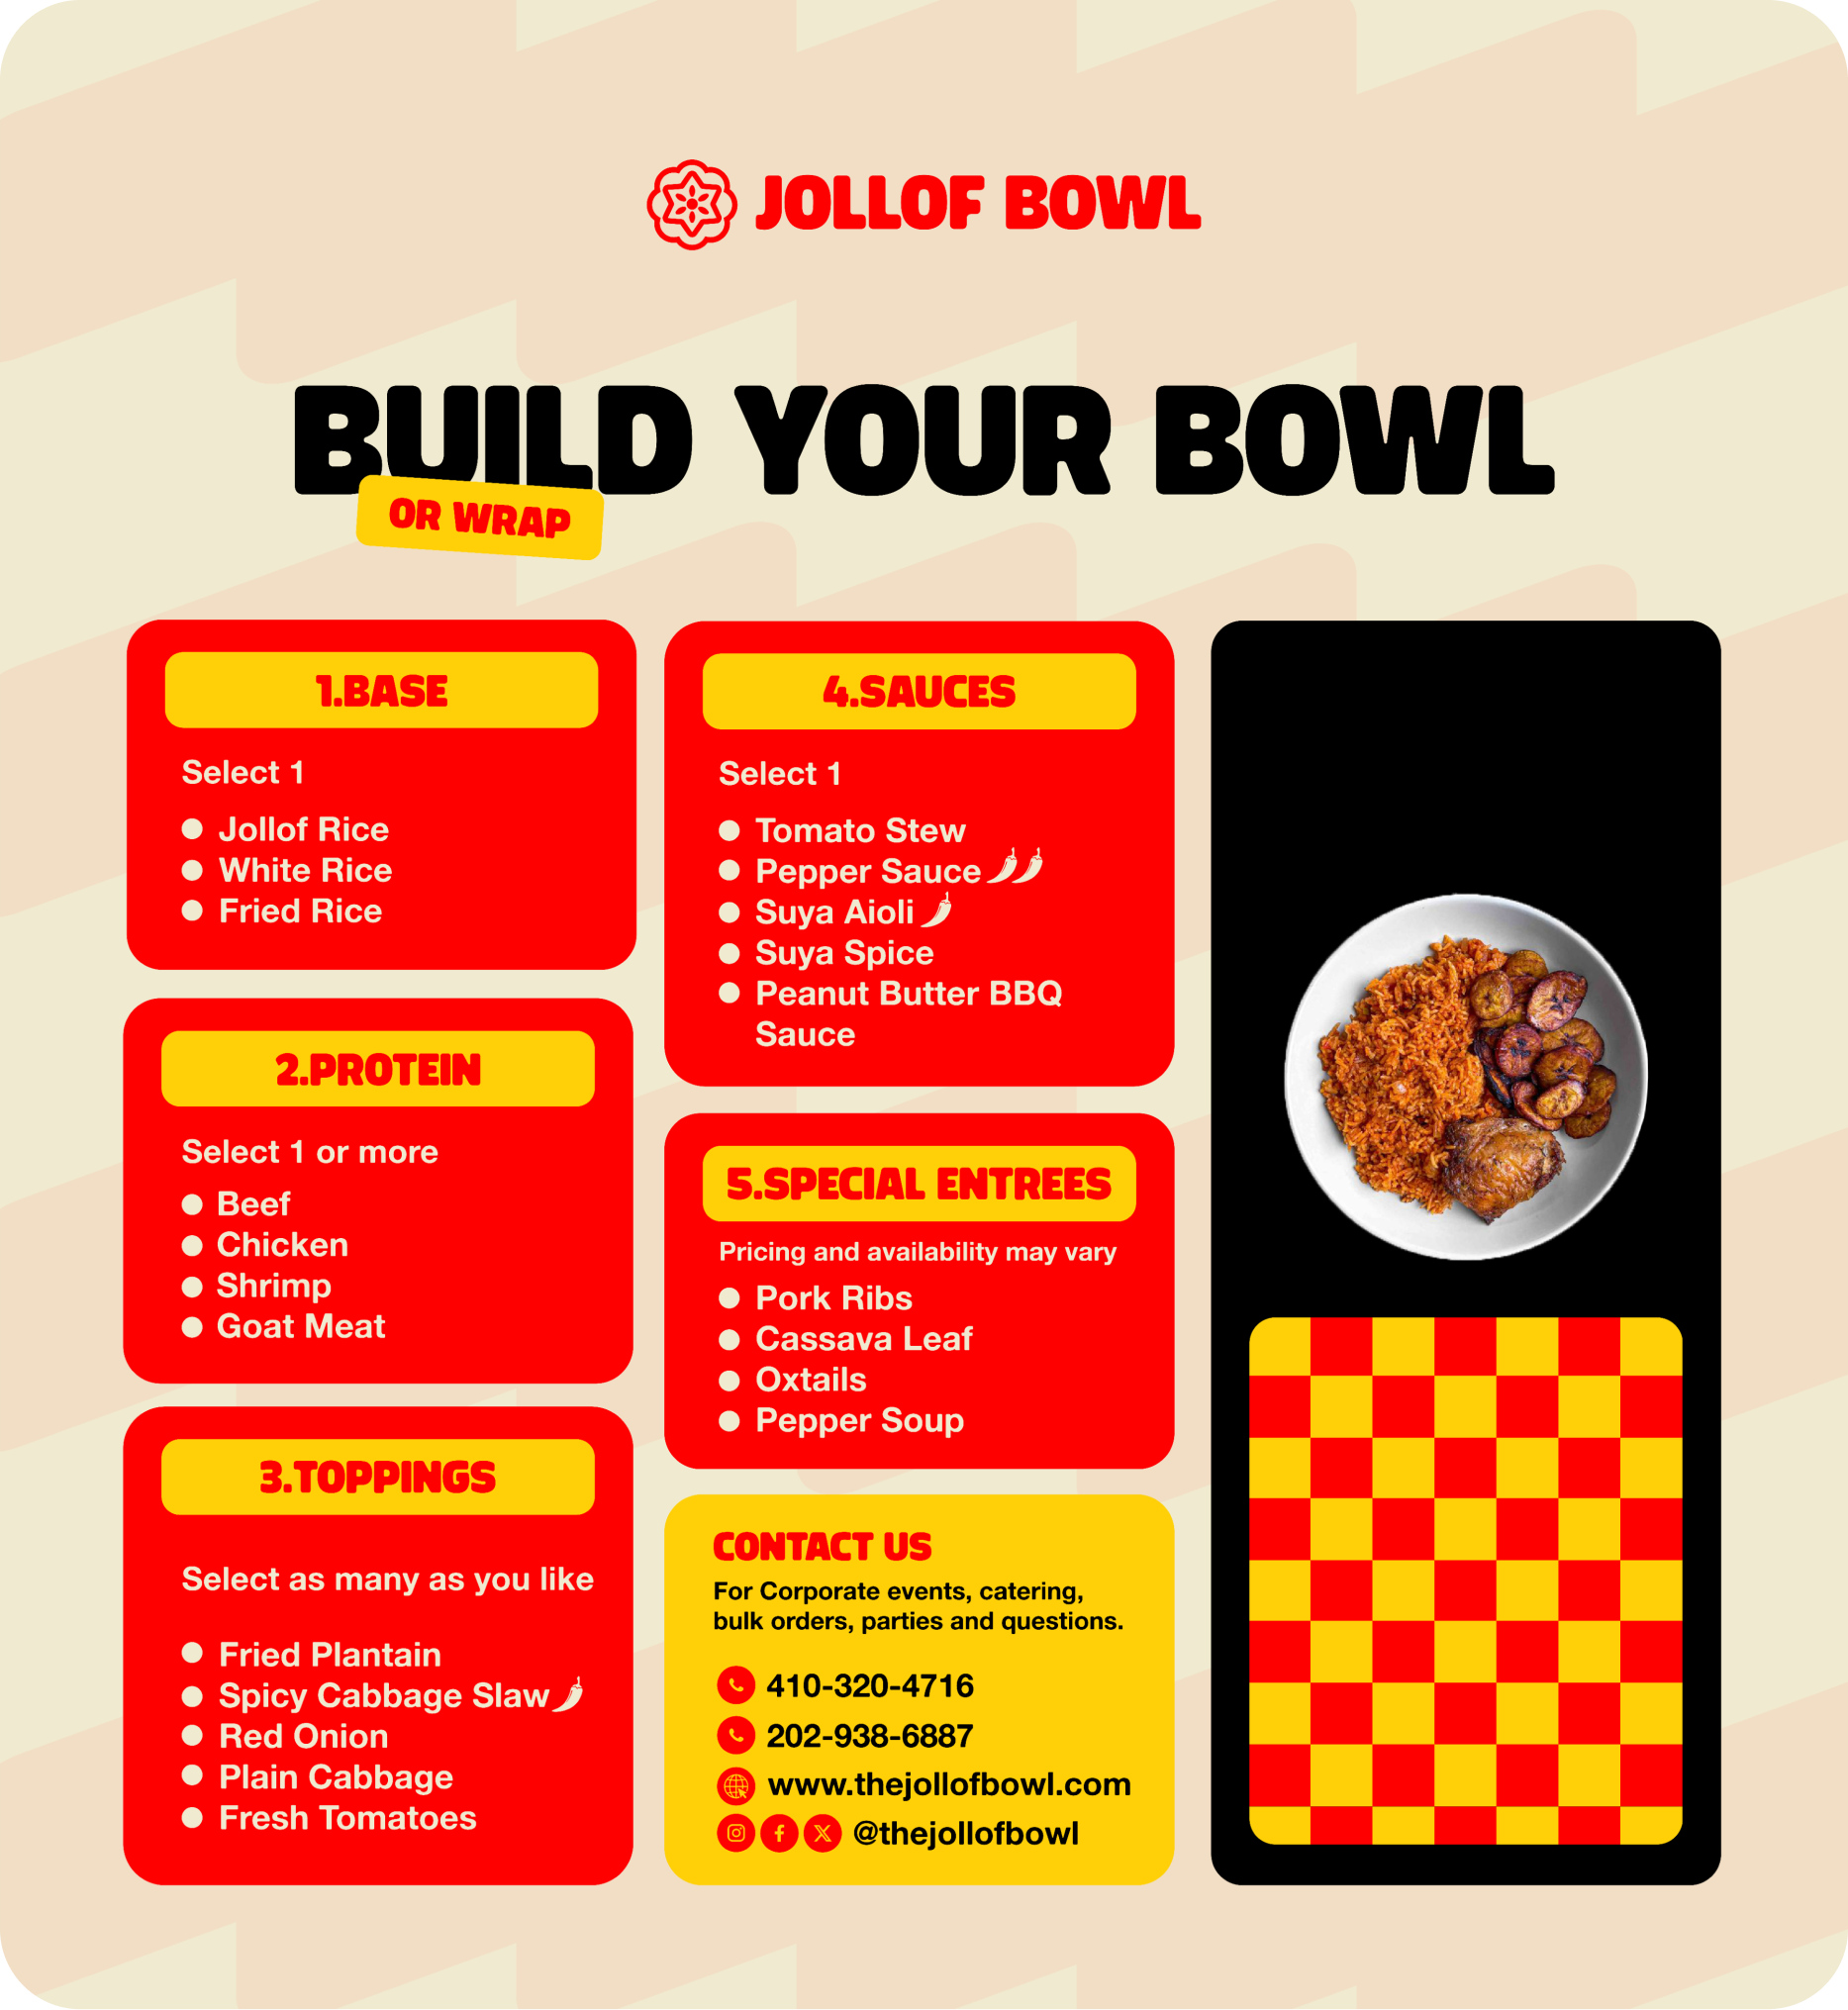 JOLLOF BOWL
BUILD YOUR BOWL
OR WRAP
1.BASE
Select 1
Jollof Rice
White Rice
Fried Rice
2.PROTEIN
Select 1 or more
Beef
Chicken
Shrimp
Goat Meat
3.TOPPINGS
Select as many as you like
Fried Plantain
Spicy Cabbage Slaw
Red Onion
Plain Cabbage
Fresh Tomatoes
4.SAUCES
Select 1
Tomato Stew
Pepper Sauce
Suya Aioli
Suya Spice
Peanut Butter BBQ
Sauce
5.SPECIAL ENTREES
Pricing and availability may vary
Pork Ribs
Cassava Leaf
Oxtails
Pepper Soup
CONTACT US
For Corporate events, catering,
bulk orders, parties and questions.
410-320-4716
202-938-6887
www.thejollofbowl.com
@thejollofbowl